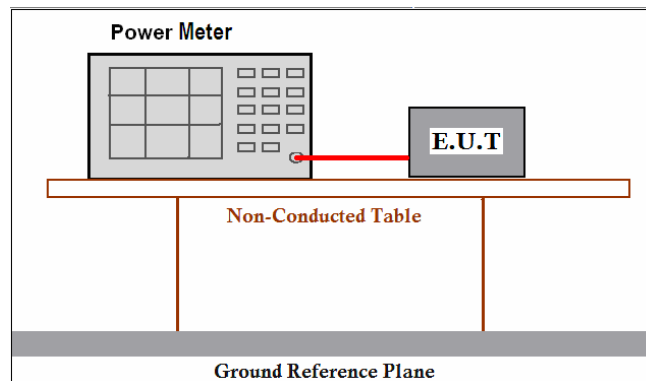 Power Meter
E.U.T
Non-Conducted Table
Ground Reference Plane